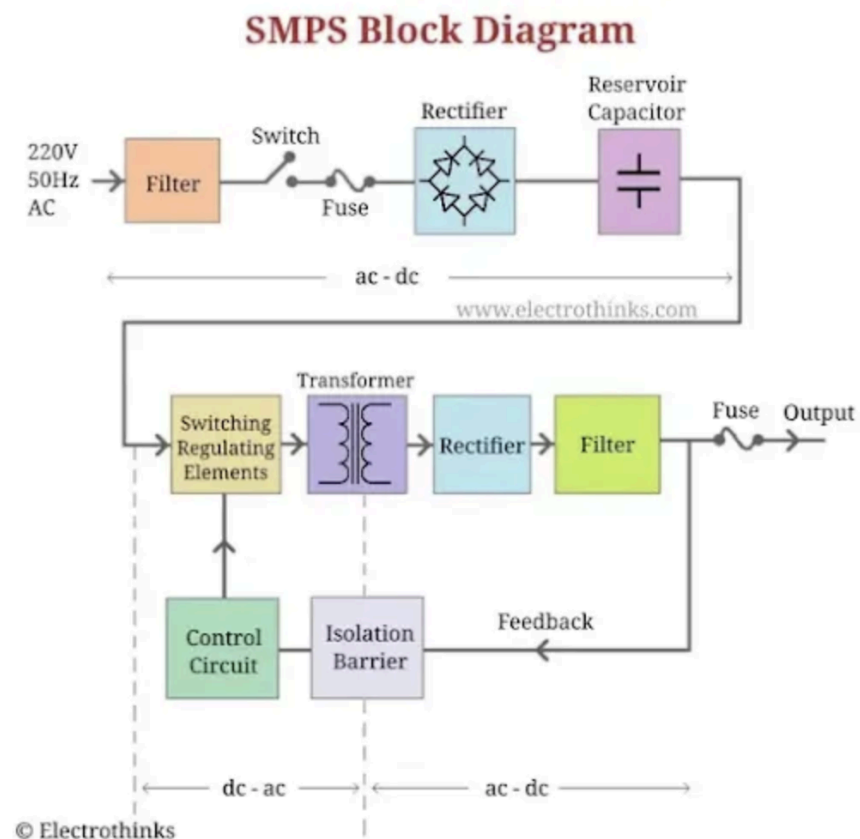 SMPS Block Diagram
Reservoir
Capacitor
Rectifier
Switch
220V
50Hz
AC
Filter
Fuse
ac - dc
www.electrothinks.com
Transformer
Switching
Regulating
Elements
Rectifier
Filter
Fuse
Output
Control
Circuit
Isolation
Barrier
Feedback
dc - ac
ac - dc
© Electrothinks